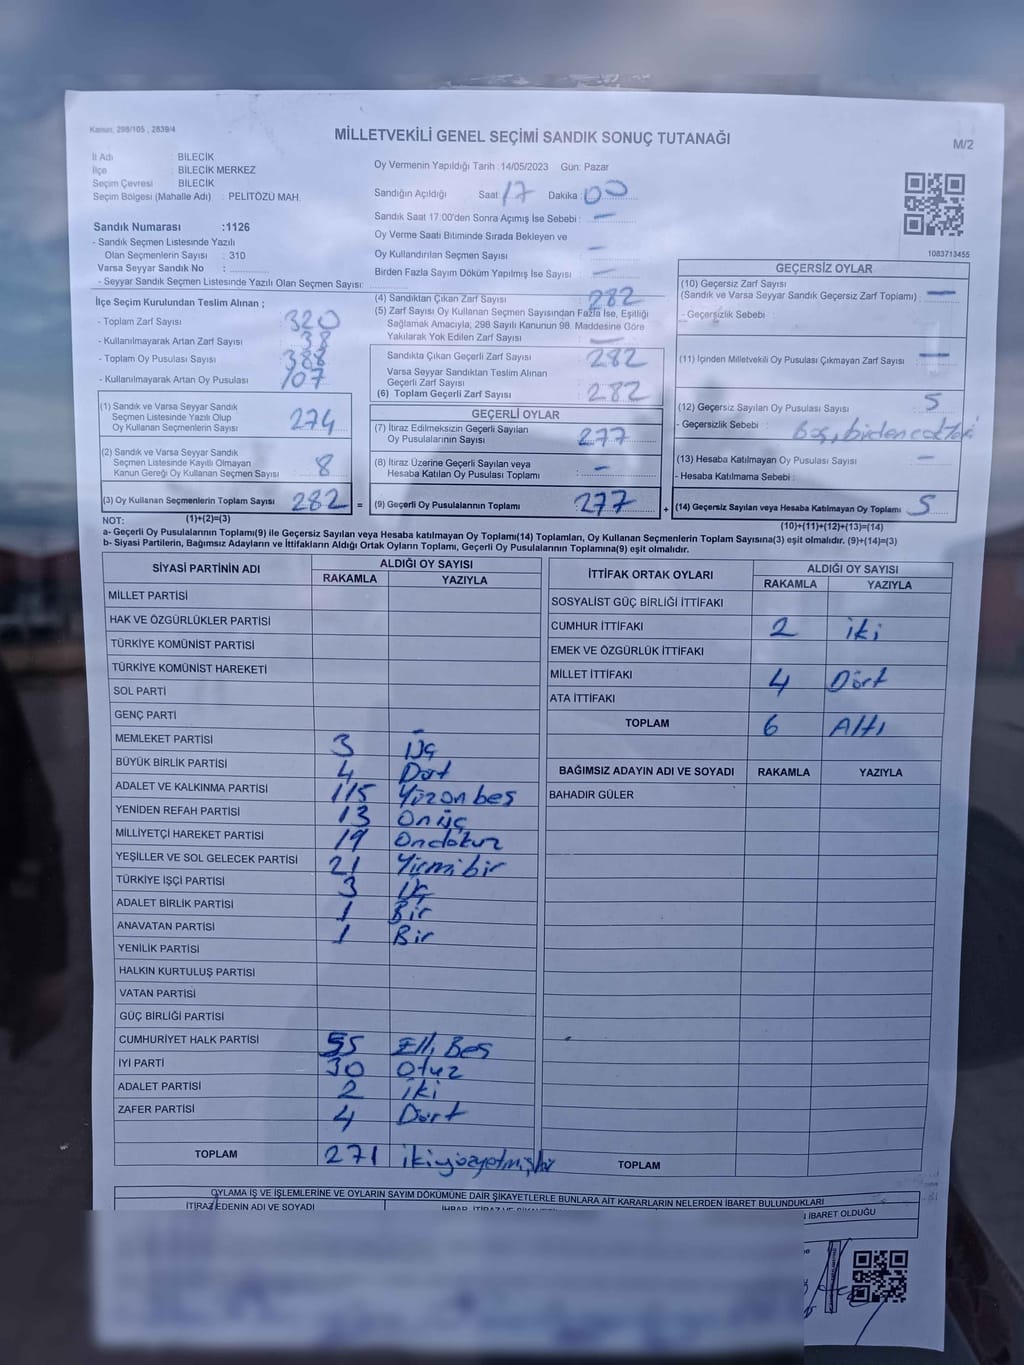 Kanun, 298/105 , 2839/4
MİLLETVEKİLİ GENEL SEÇİMİ SANDIK SONUÇ TUTANAĞI
M/2
İl Adı : BİLECİK
İlçe : BİLECİK MERKEZ
Seçim Çevresi : BİLECİK
Seçim Bölgesi (Mahalle Adı) : PELİTÖZÜ MAH.
Oy Vermenin Yapıldığı Tarih : 14/05/2023 Gün: Pazar
Sandığın Açıldığı Saat: 17 Dakika : 00
Sandık Saat 17:00'den Sonra Açımış İse Sebebi : —
Oy Verme Saati Bitiminde Sırada Bekleyen ve
Oy Kullandırılan Seçmen Sayısı : —
Birden Fazla Sayım Döküm Yapılmış İse Sayısı : —
Sandık Numarası :1126
- Sandık Seçmen Listesinde Yazılı
Olan Seçmenlerin Sayısı : 310
Varsa Seyyar Sandık No :
- Seyyar Sandık Seçmen Listesinde Yazılı Olan Seçmen Sayısı:
1083713455
İlçe Seçim Kurulundan Teslim Alınan ;
- Toplam Zarf Sayısı : 320
- Kullanılmayarak Artan Zarf Sayısı : 38
- Toplam Oy Pusulası Sayısı : 388
- Kullanılmayarak Artan Oy Pusulası : 107
(1) Sandık ve Varsa Seyyar Sandık
Seçmen Listesinde Yazılı Olup
Oy Kullanan Seçmenlerin Sayısı : 274
(2) Sandık ve Varsa Seyyar Sandık
Seçmen Listesinde Kayıtlı Olmayan
Kanun Gereği Oy Kullanan Seçmen Sayısı : 8
(3) Oy Kullanan Seçmenlerin Toplam Sayısı : 282 =
(1)+(2)=(3)
(4) Sandıktan Çıkan Zarf Sayısı : 282
(5) Zarf Sayısı Oy Kullanan Seçmen Sayısından Fazla İse, Eşitliği
Sağlamak Amacıyla, 298 Sayılı Kanunun 98. Maddesine Göre
Yakılarak Yok Edilen Zarf Sayısı : —
Sandıkta Çıkan Geçerli Zarf Sayısı : 282
Varsa Seyyar Sandıktan Teslim Alınan
Geçerli Zarf Sayısı
(6) Toplam Geçerli Zarf Sayısı : 282
GEÇERLİ OYLAR
(7) İtiraz Edilmeksizin Geçerli Sayılan
Oy Pusulalarının Sayısı : 277
(8) İtiraz Üzerine Geçerli Sayılan veya
Hesaba Katılan Oy Pusulası Toplamı : —
(9) Geçerli Oy Pusulalarının Toplamı : 277 +
GEÇERSİZ OYLAR
(10) Geçersiz Zarf Sayısı
(Sandık ve Varsa Seyyar Sandık Geçersiz Zarf Toplamı) : —
- Geçersizlik Sebebi :
(11) İçinden Milletvekili Oy Pusulası Çıkmayan Zarf Sayısı : —
(12) Geçersiz Sayılan Oy Pusulası Sayısı : 5
- Geçersizlik Sebebi : boş, birden
(13) Hesaba Katılmayan Oy Pusulası Sayısı : —
- Hesaba Katılmama Sebebi :
(14) Geçersiz Sayılan veya Hesaba Katılmayan Oy Toplamı : 5
(10)+(11)+(12)+(13)=(14)
NOT:
a- Geçerli Oy Pusulalarının Toplamı(9) ile Geçersiz Sayılan veya Hesaba katılmayan Oy Toplamı(14) Toplamları, Oy Kullanan Seçmenlerin Toplam Sayısına(3) eşit olmalıdır. (9)+(14)=(3)
b- Siyasi Partilerin, Bağımsız Adayların ve İttifakların Aldığı Ortak Oyların Toplamı, Geçerli Oy Pusulalarının Toplamına(9) eşit olmalıdır.
SİYASİ PARTİNİN ADI
ALDIĞI OY SAYISI
RAKAMLA YAZIYLA
MİLLET PARTİSİ
HAK VE ÖZGÜRLÜKLER PARTİSİ
TÜRKİYE KOMÜNİST PARTİSİ
TÜRKİYE KOMÜNİST HAREKETİ
SOL PARTİ
GENÇ PARTİ
MEMLEKET PARTİSİ 3 Üç
BÜYÜK BİRLİK PARTİSİ 4 Dört
ADALET VE KALKINMA PARTİSİ 115 Yüzonbeş
YENİDEN REFAH PARTİSİ 13 Onüç
MİLLİYETÇİ HAREKET PARTİSİ 19 Ondokuz
YEŞİLLER VE SOL GELECEK PARTİSİ 21 Yirmibir
TÜRKİYE İŞÇİ PARTİSİ 3 Üç
ADALET BİRLİK PARTİSİ 1 Bir
ANAVATAN PARTİSİ 1 Bir
YENİLİK PARTİSİ
HALKIN KURTULUŞ PARTİSİ
VATAN PARTİSİ
GÜÇ BİRLİĞİ PARTİSİ
CUMHURİYET HALK PARTİSİ 55 Elli Beş
İYİ PARTİ 30 Otuz
ADALET PARTİSİ 2 iki
ZAFER PARTİSİ 4 Dört
TOPLAM 271 ikiyüzyetmişbir
İTTİFAK ORTAK OYLARI
ALDIĞI OY SAYISI
RAKAMLA YAZIYLA
SOSYALİST GÜÇ BİRLİĞİ İTTİFAKI
CUMHUR İTTİFAKI 2 iki
EMEK VE ÖZGÜRLÜK İTTİFAKI
MİLLET İTTİFAKI 4 Dört
ATA İTTİFAKI
TOPLAM 6 Altı
BAĞIMSIZ ADAYIN ADI VE SOYADI RAKAMLA YAZIYLA
BAHADIR GÜLER
TOPLAM
OYLAMA İŞ VE İŞLEMLERİNE VE OYLARIN SAYIM DÖKÜMÜNE DAİR ŞİKAYETLERLE BUNLARA AİT KARARLARIN NELERDEN İBARET BULUNDUKLARI
İTİRAZ EDENİN ADI VE SOYADI
İBARET OLDUĞU